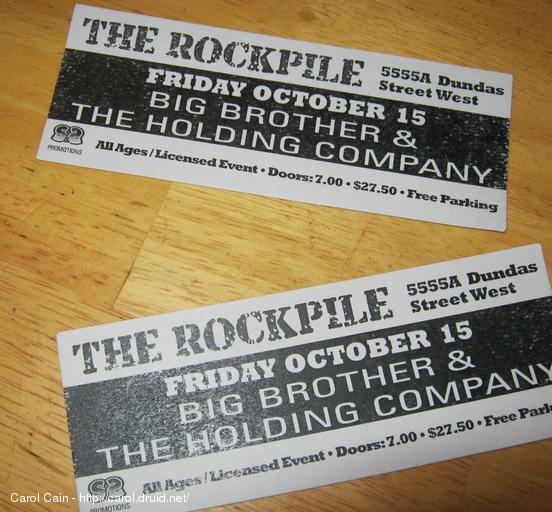 THE ROCKPILE
5555A Dundas
Street West
FRIDAY OCTOBER 15
BIG BROTHER &
THE HOLDING COMPANY
PROMOTIONS
All Ages / Licensed Event • Doors: 7.00 • $27.50 • Free Parking
THE ROCKPILE
5555A Dundas
Street West
FRIDAY OCTOBER 15
BIG BROTHER &
THE HOLDING COMPANY
PROMOTIONS
All Ages / Licensed Event • Doors: 7.00 • $27.50 • Free Park
Carol Cain - http://carol.druid.net/